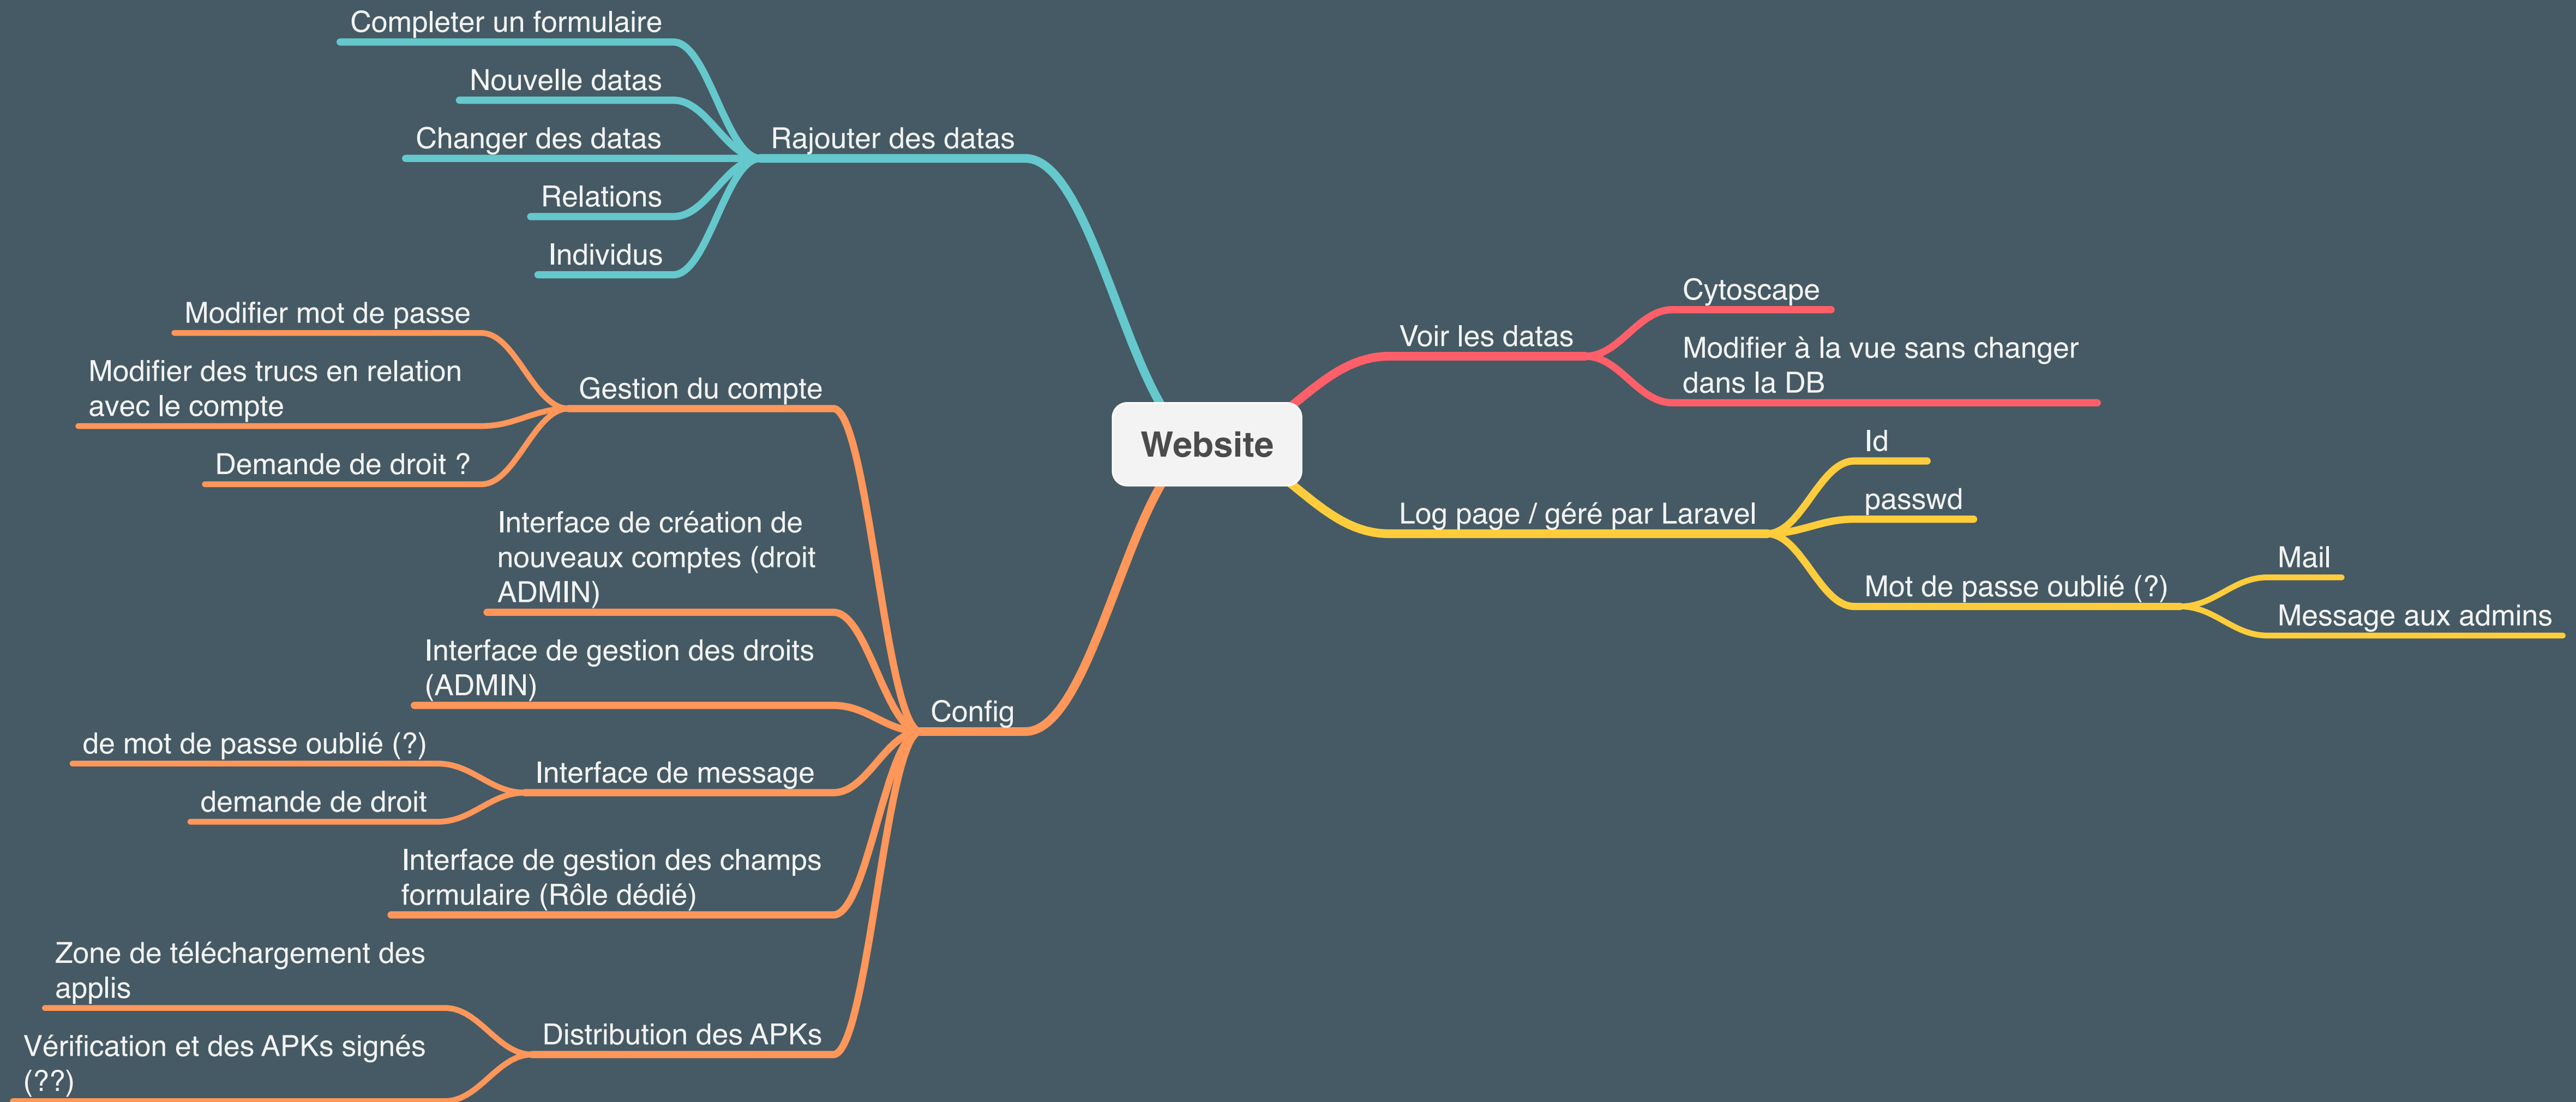 Completer un formulaire
Nouvelle datas
Changer des datas
Relations
Individus
Rajouter des datas
Modifier mot de passe
Modifier des trucs en relation
avec le compte
Demande de droit ?
Gestion du compte
Interface de création de
nouveaux comptes (droit
ADMIN)
Interface de gestion des droits
(ADMIN)
de mot de passe oublié (?)
demande de droit
Interface de message
Interface de gestion des champs
formulaire (Rôle dédié)
Zone de téléchargement des
applis
Vérification et des APKs signés
(??)
Distribution des APKs
Config
Website
Voir les datas
Cytoscape
Modifier à la vue sans changer
dans la DB
Log page / géré par Laravel
Id
passwd
Mot de passe oublié (?)
Mail
Message aux admins